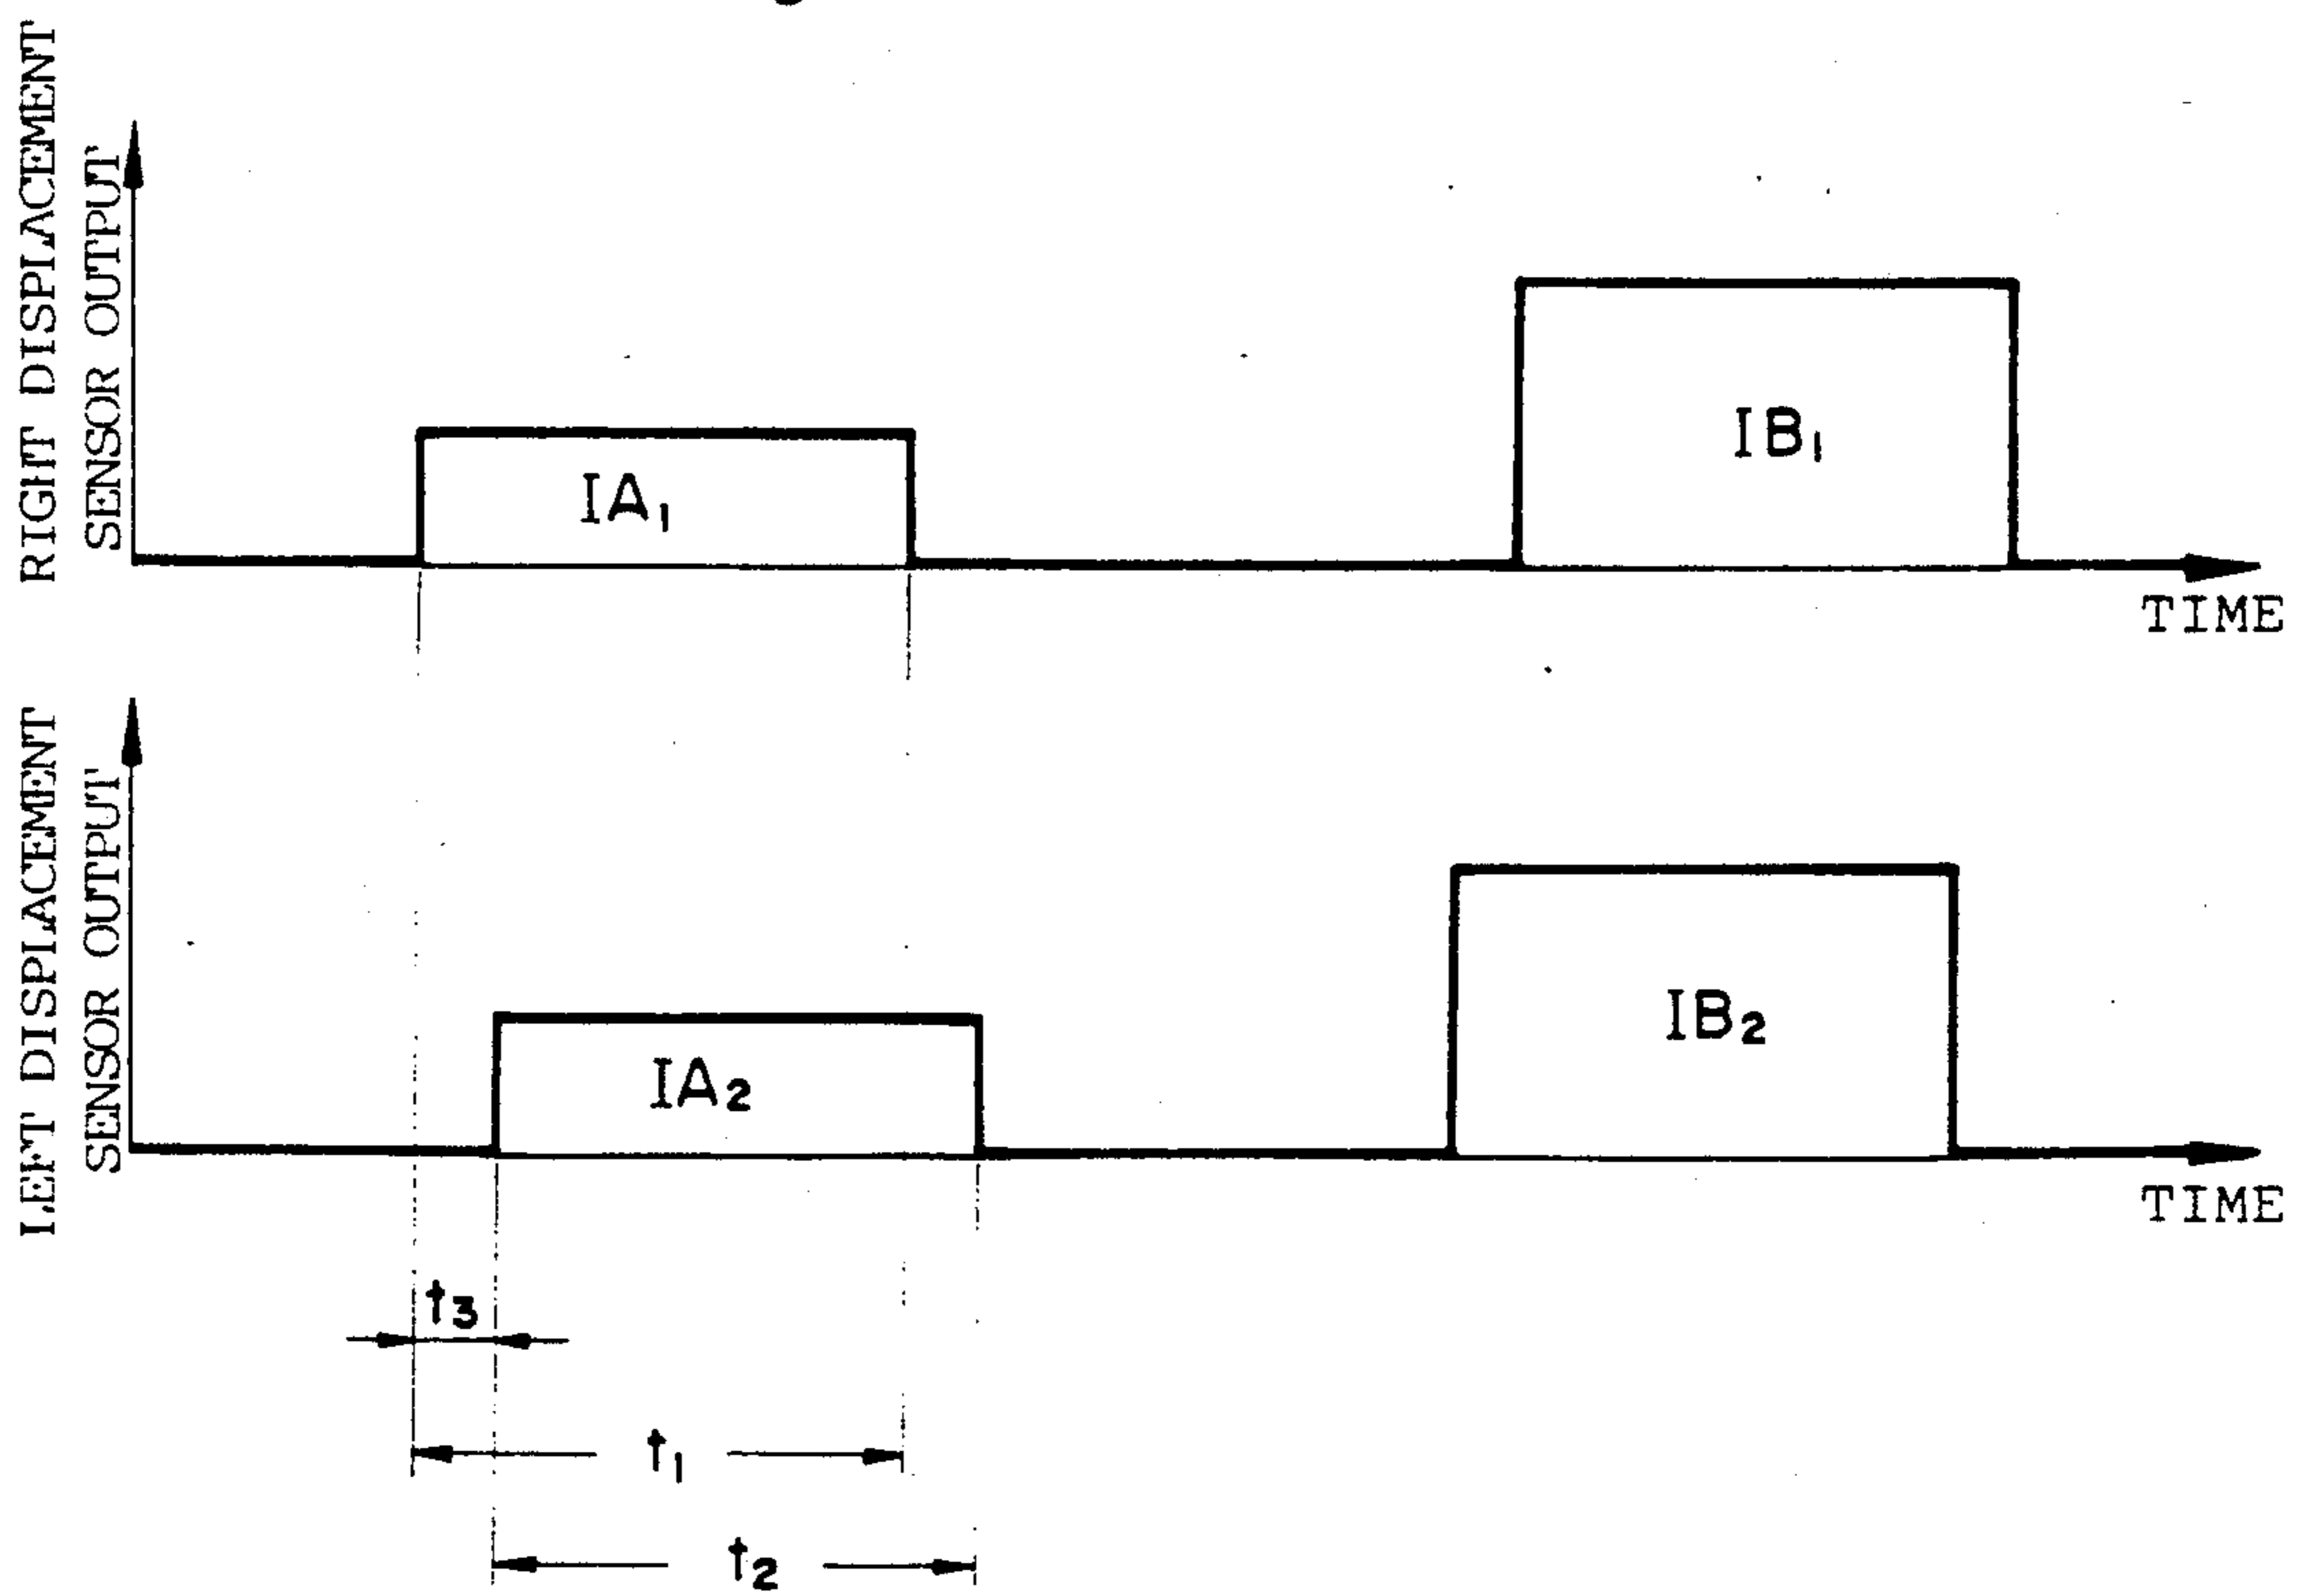 RIGHT DISPLACEMENT
SENSOR OUTPUT
IA₁
IB₁
TIME
LEFT DISPLACEMENT
SENSOR OUTPUT
IA₂
IB₂
TIME
t₃
t₁
t₂